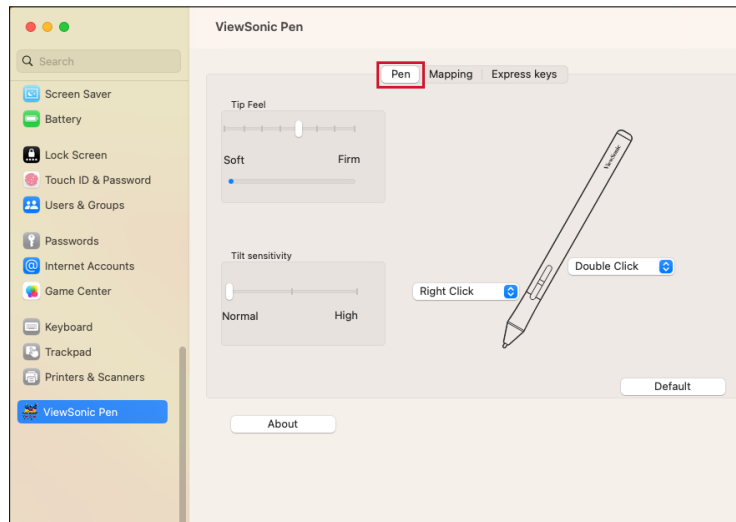 ViewSonic Pen
Search
Screen Saver
Battery
Lock Screen
Touch ID & Password
Users & Groups
Passwords
Internet Accounts
Game Center
Keyboard
Trackpad
Printers & Scanners
ViewSonic Pen
Pen Mapping Express keys
Tip Feel
Soft Firm
Tilt sensitivity
Normal High
ViewSonic
Double Click
Right Click
Default
About